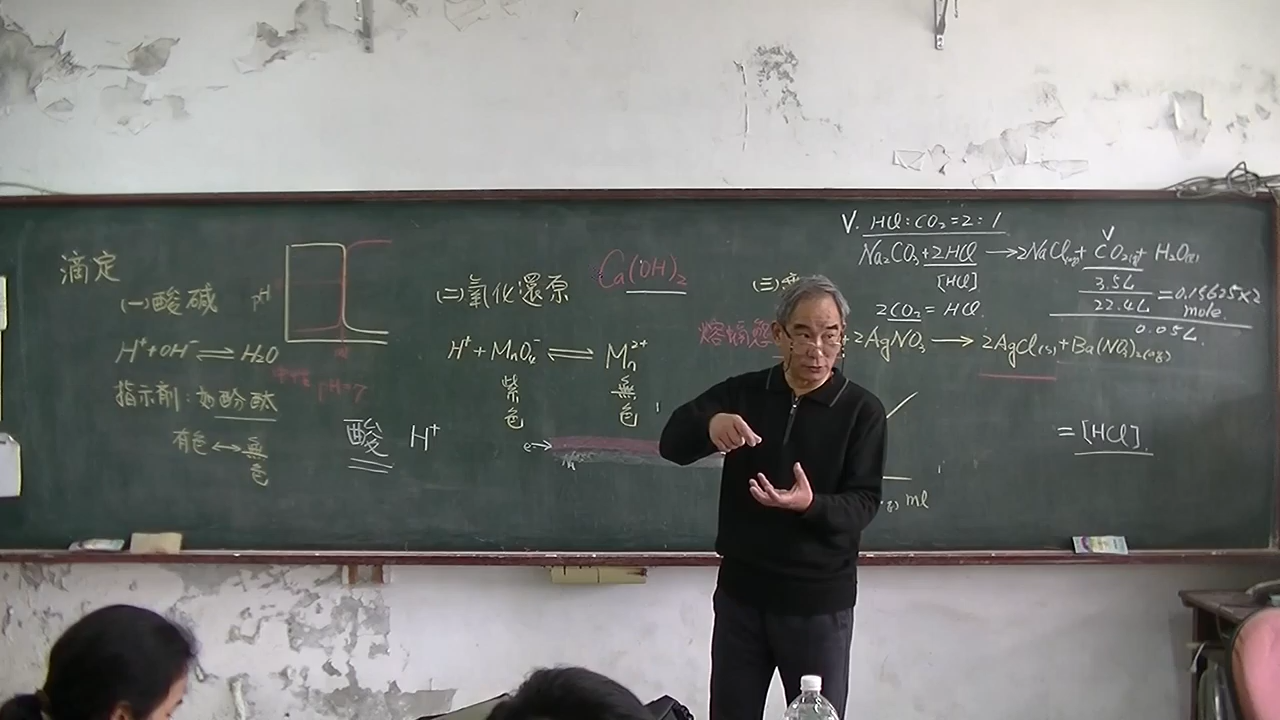 滴定
(一)酸碱
pH
H⁺+OH⁻⇌H₂O
中性 pH=7
指示劑:如酚酞
有色↔無色
酸 H⁺
(二)氧化還原
Ca(OH)₂
H⁺+MnO₄⁻⇌Mn²⁺
紫色
無色
e→
(三)
V. HCl:CO₂=2:1
Na₂CO₃+2HCl→2NaCl(aq)+CO₂(g)+H₂O(l)
V
[HCl]
3.5L
22.4L
=0.15625×2
mole.
0.05L
2CO₂=HCl
2AgNO₃→2AgCl(s)+Ba(NO₃)₂(aq)
=[HCl].
ml